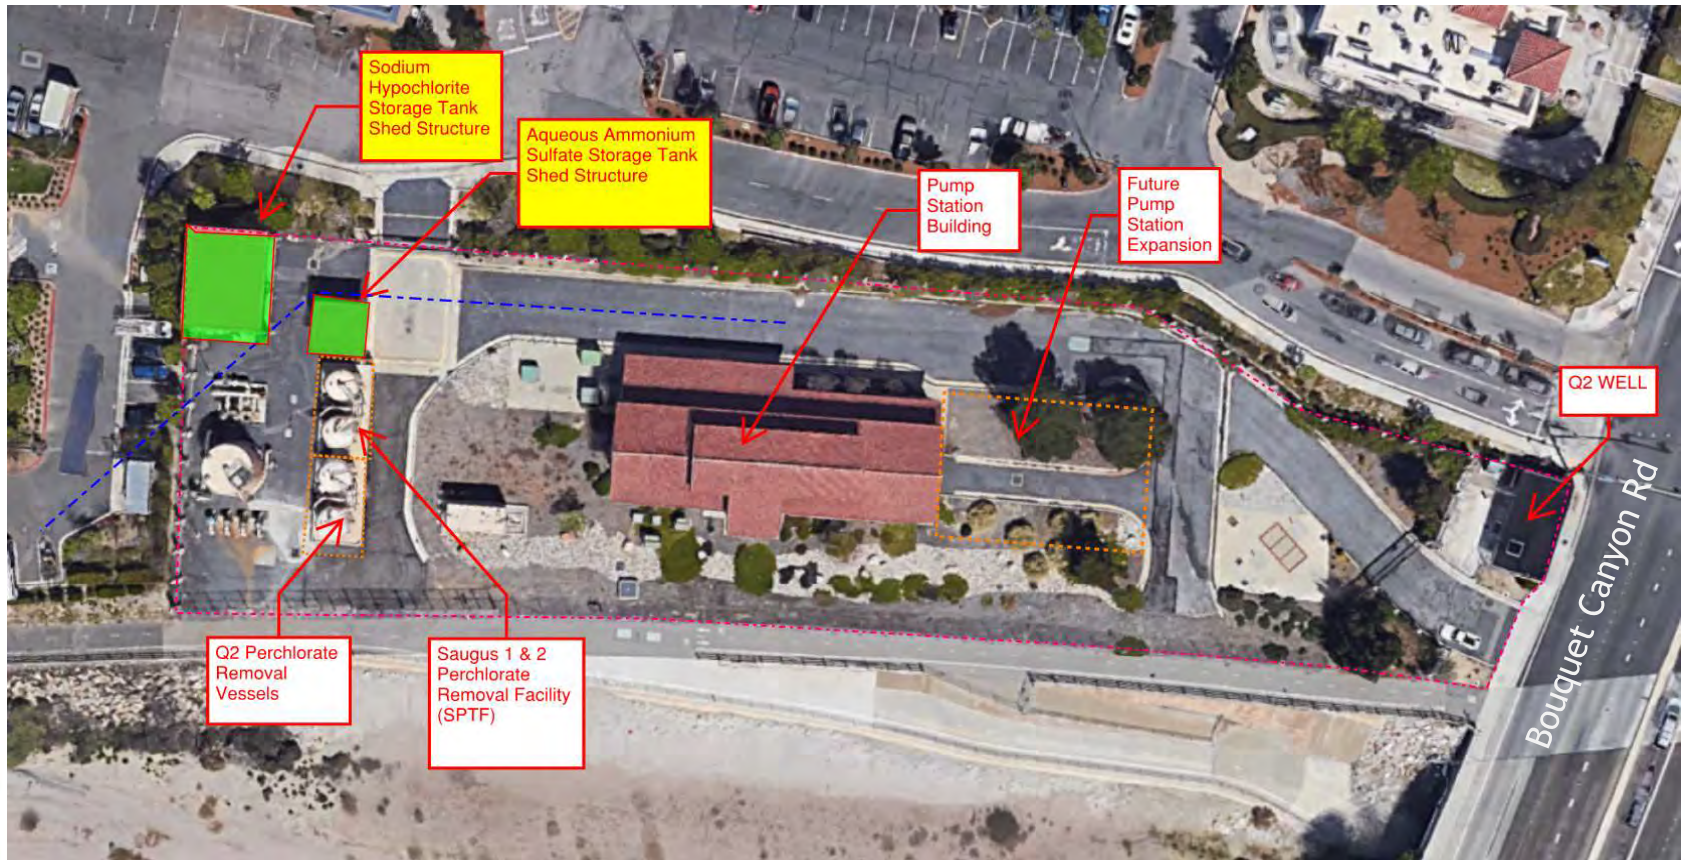 Sodium
Hypochlorite
Storage Tank
Shed Structure
Aqueous Ammonium
Sulfate Storage Tank
Shed Structure
Pump
Station
Building
Future
Pump
Station
Expansion
Q2 WELL
Bouquet Canyon Rd
Q2 Perchlorate
Removal
Vessels
Saugus 1 & 2
Perchlorate
Removal Facility
(SPTF)